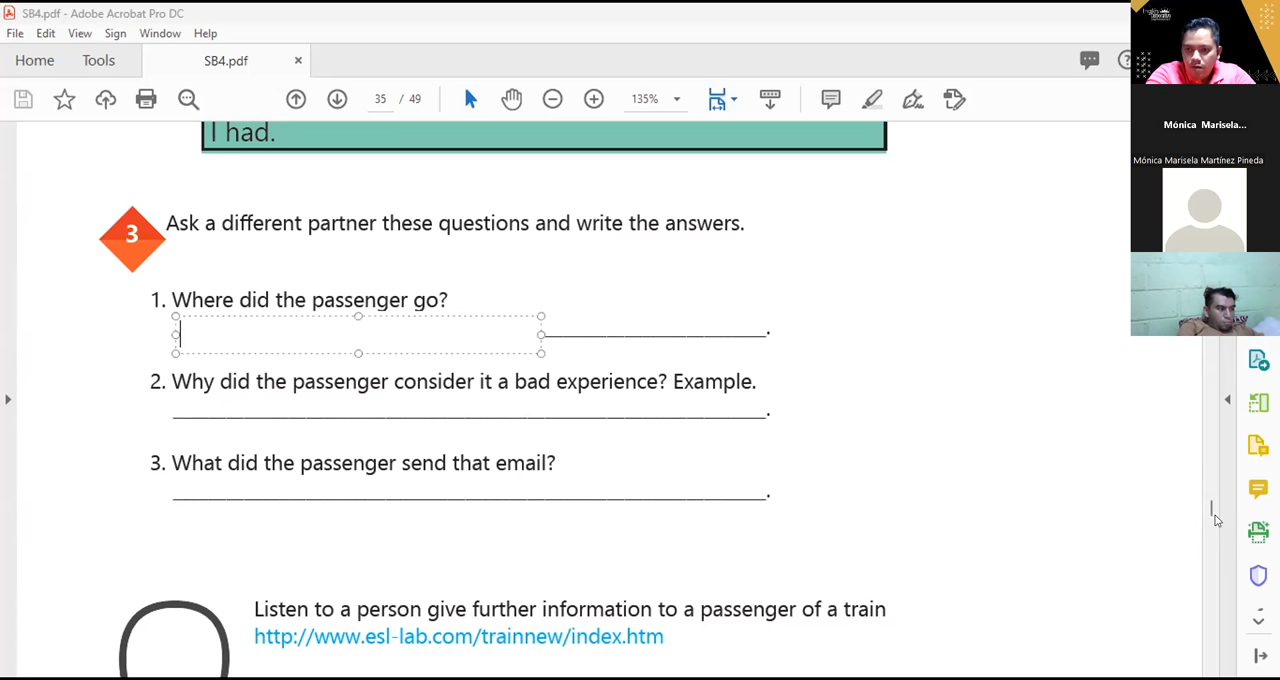 SB4.pdf - Adobe Acrobat Pro DC
File Edit View Sign Window Help
Home Tools SB4.pdf ×
35 / 49 135%
I had.
3 Ask a different partner these questions and write the answers.
1. Where did the passenger go?
2. Why did the passenger consider it a bad experience? Example.
3. What did the passenger send that email?
Listen to a person give further information to a passenger of a train
http://www.esl-lab.com/trainnew/index.htm
Mónica Marisela...
Mónica Marisela Martínez Pineda